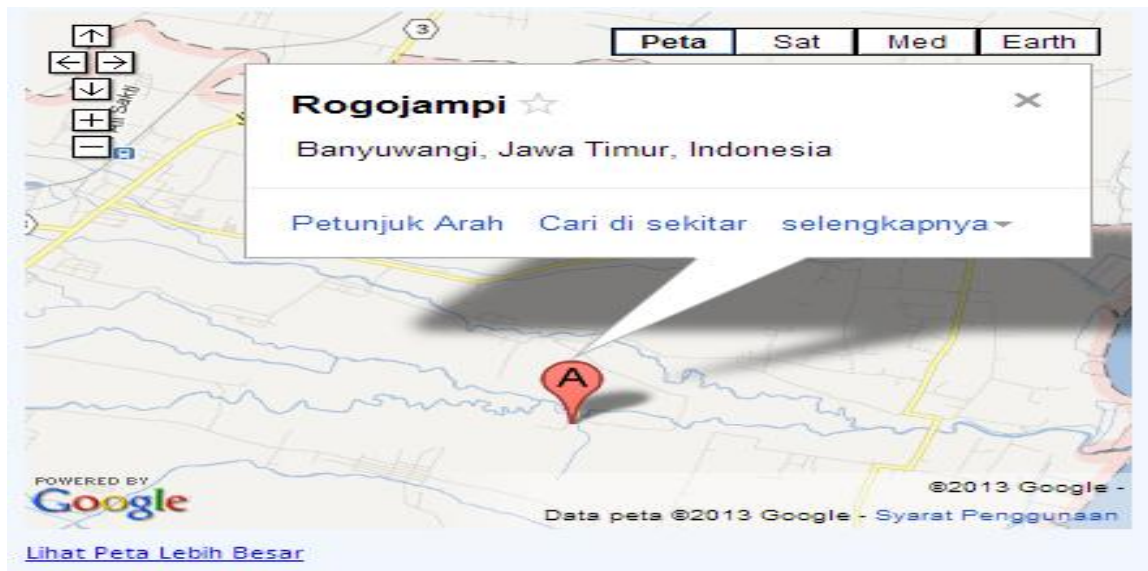 3
Peta Sat Med Earth
Rogojampi
Banyuwangi, Jawa Timur, Indonesia
Petunjuk Arah Cari di sekitar selengkapnya
A
POWERED BY
Google
©2013 Google -
Data peta ©2013 Google - Syarat Penggunaan
Lihat Peta Lebih Besar